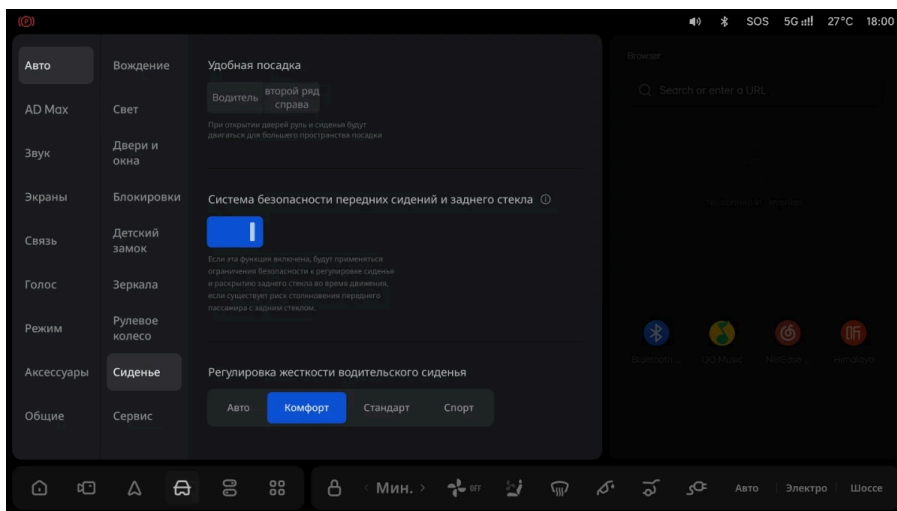 (P)
SOS 5G 27°C 18:00
Авто
AD Max
Звук
Экраны
Связь
Голос
Режим
Аксессуары
Общие
Вождение
Свет
Двери и
окна
Блокировки
Детский
замок
Зеркала
Рулевое
колесо
Сиденье
Сервис
Удобная посадка
Водитель
второй ряд
справа
При открытии дверей руль и сиденья будут
двигаться для большего пространства посадки
Система безопасности передних сидений и заднего стекла
Если эта функция включена, будут применяться
ограничения безопасности к регулировке сиденья
и раскрытию заднего стекла во время движения,
если существует риск столкновения переднего
пассажира с задним стеклом.
Регулировка жесткости водительского сиденья
Авто Комфорт Стандарт Спорт
Browser
Search or enter a URL
Bluetooth...
NetEase
< Мин. > OFF Авто Электро Шоссе